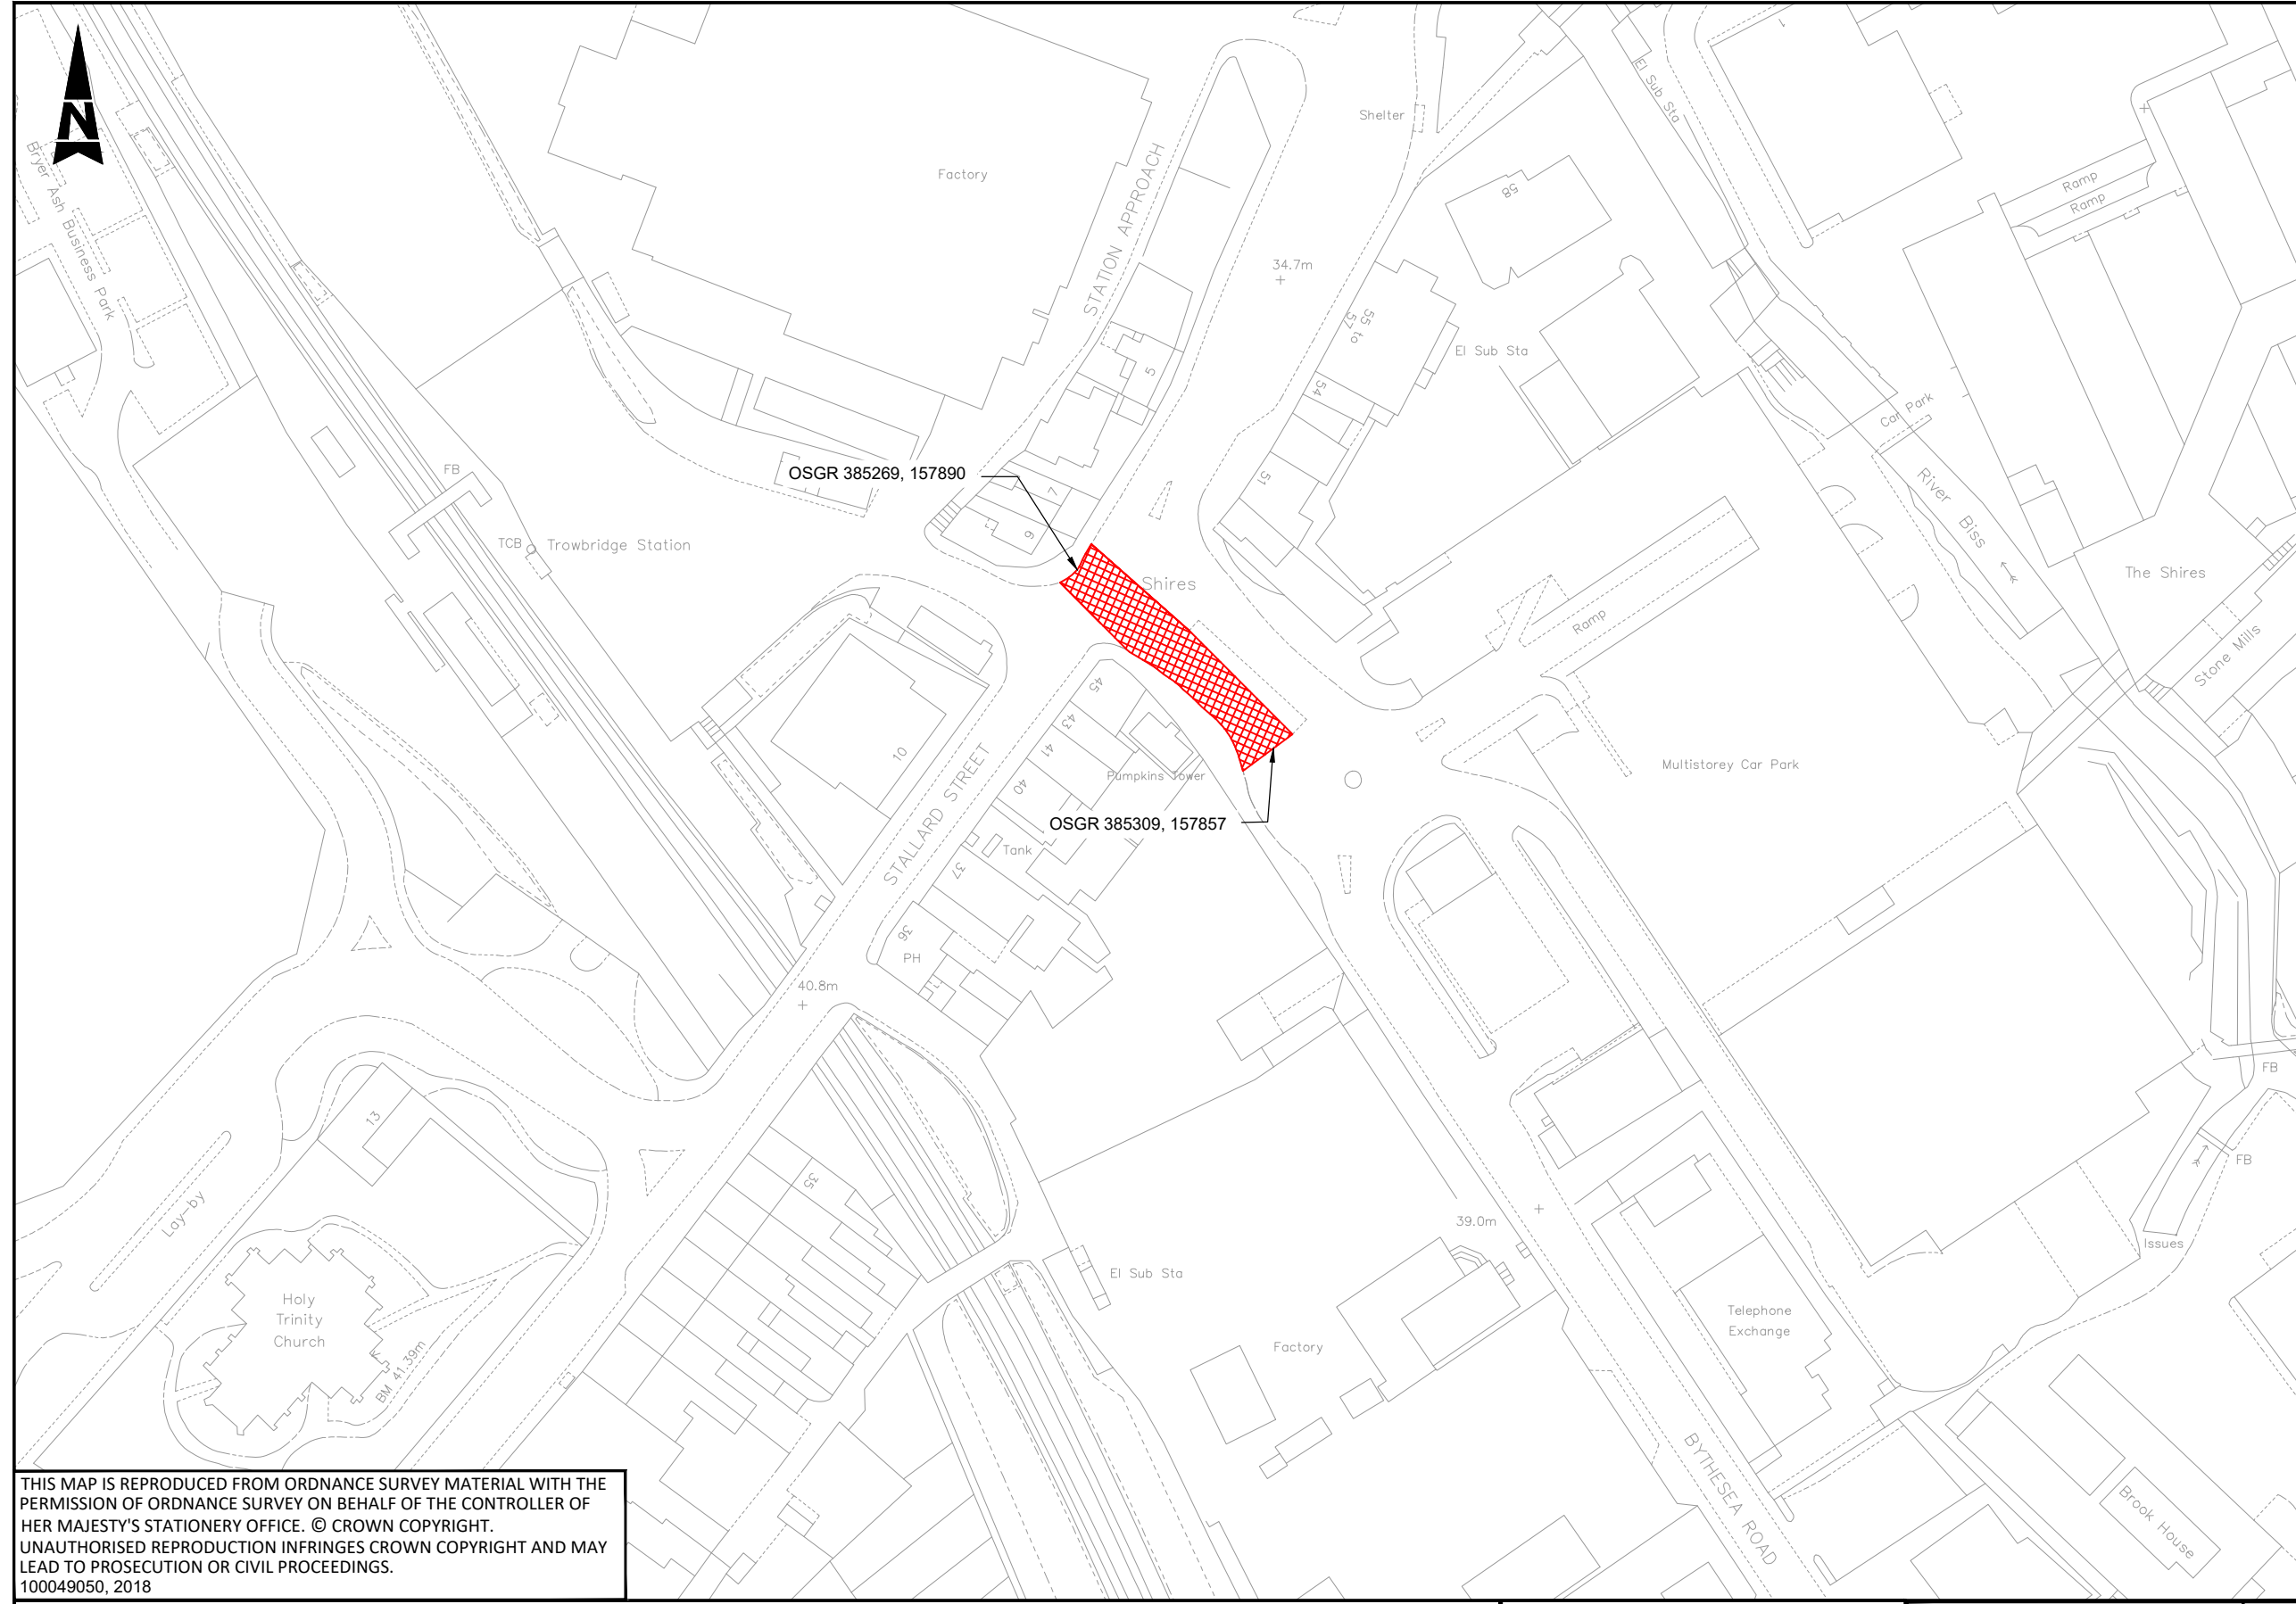 N
Bryer Ash Business Park
Factory
STATION APPROACH
Shelter
El Sub Sta
58
1
Ramp
Ramp
34.7m
55 to
57
El Sub Sta
54
5
Car Park
51
River Biss
FB
OSGR 385269, 157890
7
6
TCB
Trowbridge Station
Shires
The Shires
Ramp
Stone Mills
45
43
41
40
10
Pumpkins Tower
Multistorey Car Park
STALLARD STREET
OSGR 385309, 157857
Tank
37
36
PH
40.8m
FB
FB
13
35
Lay-by
39.0m
Issues
El Sub Sta
Holy
Trinity
Church
BM 41.39m
Factory
Telephone
Exchange
BYTHESEA ROAD
Brook House
THIS MAP IS REPRODUCED FROM ORDNANCE SURVEY MATERIAL WITH THE
PERMISSION OF ORDNANCE SURVEY ON BEHALF OF THE CONTROLLER OF
HER MAJESTY'S STATIONERY OFFICE. © CROWN COPYRIGHT.
UNAUTHORISED REPRODUCTION INFRINGES CROWN COPYRIGHT AND MAY
LEAD TO PROSECUTION OR CIVIL PROCEEDINGS.
100049050, 2018